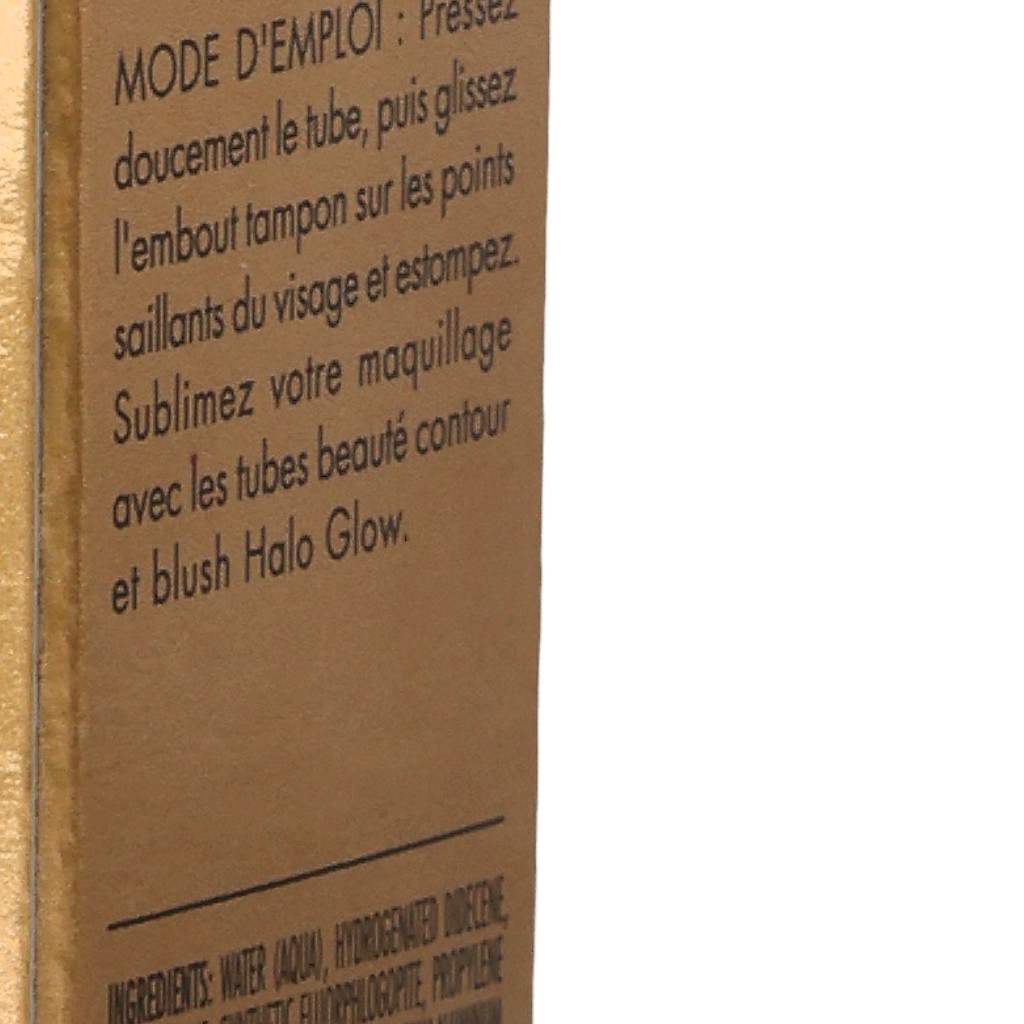 MODE D'EMPLOI : Pressez
doucement le tube, puis glissez
l'embout tampon sur les points
saillants du visage et estompez.
Sublimez votre maquillage
avec les tubes beauté contour
et blush Halo Glow.
INGREDIENTS: WATER (AQUA), HYDROGENATED DIDECENE,
SYNTHETIC FLUORPHLOGOPITE, PROPYLENE